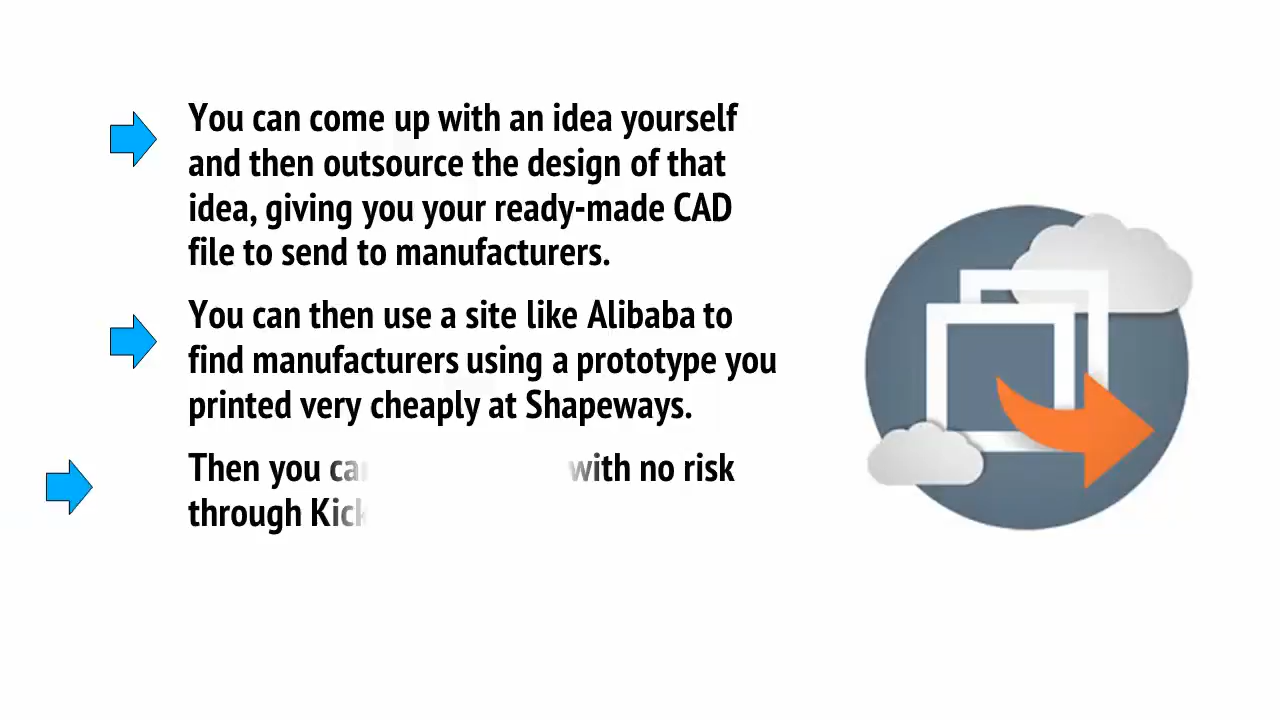 You can come up with an idea yourself
and then outsource the design of that
idea, giving you your ready-made CAD
file to send to manufacturers.
You can then use a site like Alibaba to
find manufacturers using a prototype you
printed very cheaply at Shapeways.
Then you with no risk
through